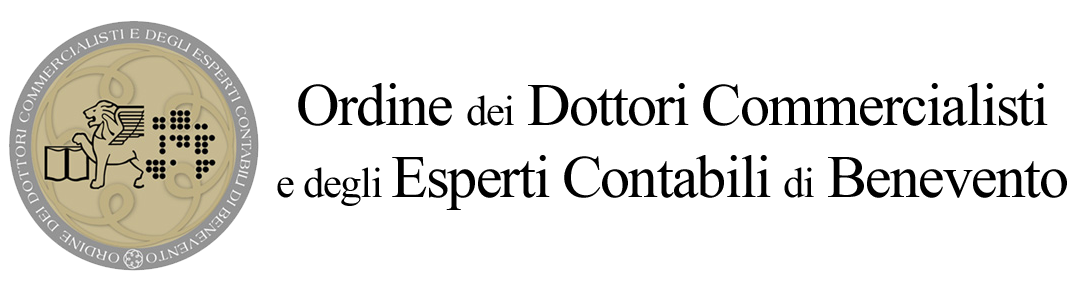 ORDINE DEI DOTTORI COMMERCIALISTI E DEGLI ESPERTI CONTABILI DI BENEVENTO
Ordine dei Dottori Commercialisti
e degli Esperti Contabili di Benevento